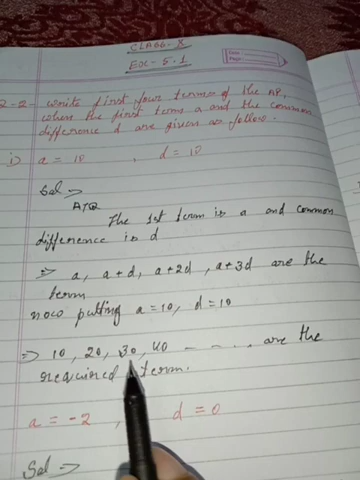 CLASS-X
EX-5.1
Q-2- write first four terms of the AP,
when the first term a and the common
difference d are given as follow.
i) a = 10 , d = 10
Sol →
ATQ
The 1st term is a and common
difference is d
⇒ a, a+d, a+2d, a+3d are the
term
now putting a=10, d=10
⇒ 10, 20, 30, 40 - - . . are the
required term.
a = -2 , d = 0
Sol →